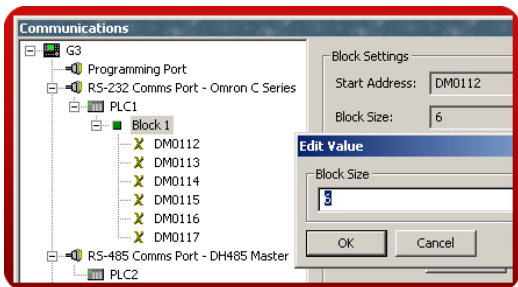 Communications
G3
Programming Port
RS-232 Comms Port - Omron C Series
PLC1
Block 1
DM0112
DM0113
DM0114
DM0115
DM0116
DM0117
RS-485 Comms Port - DH485 Master
PLC2
Block Settings
Start Address: DM0112
Block Size: 6
Edit Value
Block Size
6
OK Cancel